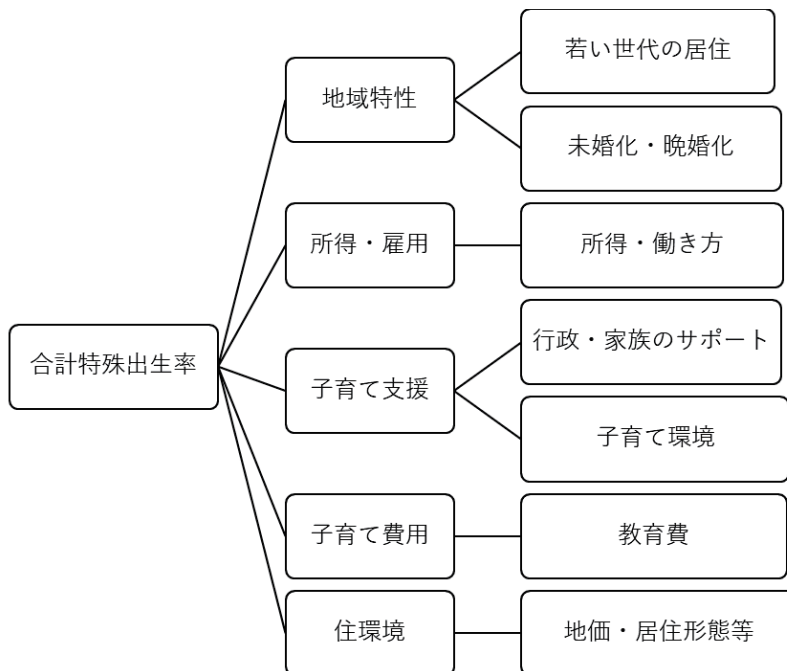 合計特殊出生率
地域特性
若い世代の居住
未婚化・晩婚化
所得・雇用
所得・働き方
子育て支援
行政・家族のサポート
子育て環境
子育て費用
教育費
住環境
地価・居住形態等